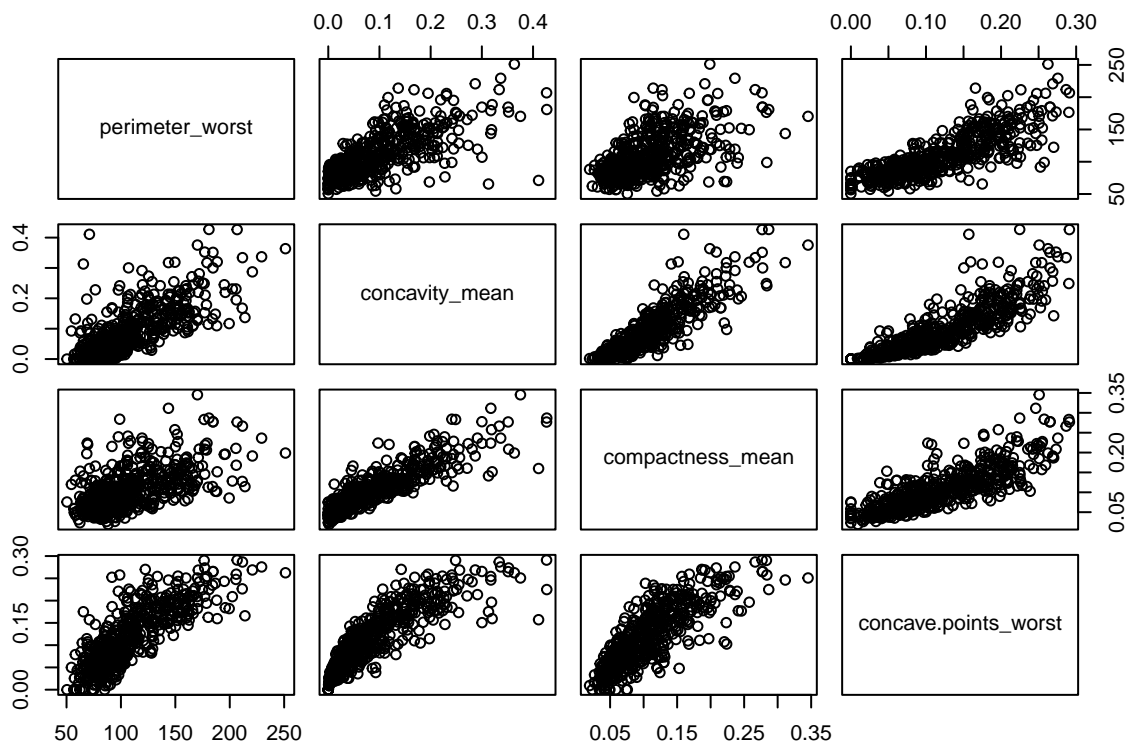 0.0 0.1 0.2 0.3 0.4
0.00 0.10 0.20 0.30
perimeter_worst
50 150 250
0.0 0.2 0.4
concavity_mean
compactness_mean
0.05 0.20 0.35
0.00 0.15 0.30
concave.points_worst
50 100 150 200 250
0.05 0.15 0.25 0.35